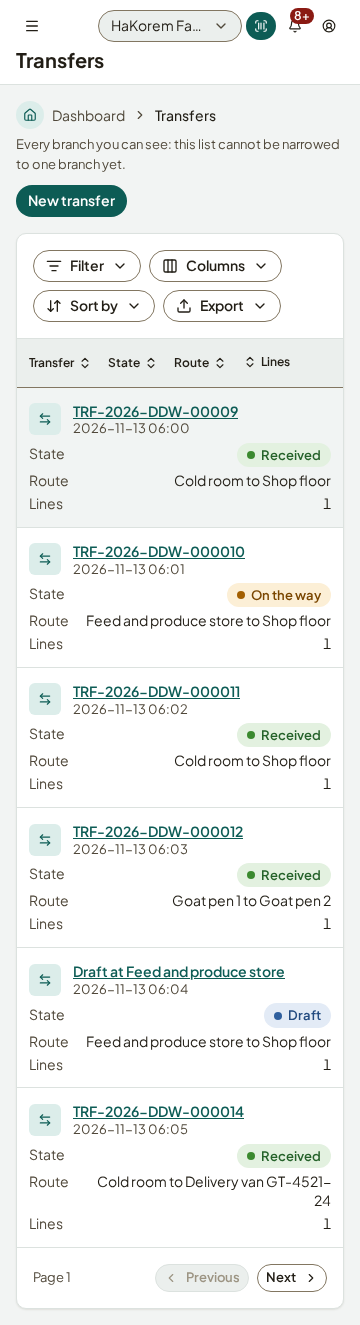 HaKorem Fa...
8+
Transfers
Dashboard
Transfers
Every branch you can see: this list cannot be narrowed
to one branch yet.
New transfer
Filter
Columns
Sort by
Export
Transfer
State
Route
Lines
TRF-2026-DDW-00009
2026-11-13 06:00
State
Received
Route
Cold room to Shop floor
Lines
1
TRF-2026-DDW-000010
2026-11-13 06:01
State
On the way
Route
Feed and produce store to Shop floor
Lines
1
TRF-2026-DDW-000011
2026-11-13 06:02
State
Received
Route
Cold room to Shop floor
Lines
1
TRF-2026-DDW-000012
2026-11-13 06:03
State
Received
Route
Goat pen 1 to Goat pen 2
Lines
1
Draft at Feed and produce store
2026-11-13 06:04
State
Draft
Route
Feed and produce store to Shop floor
Lines
1
TRF-2026-DDW-000014
2026-11-13 06:05
State
Received
Route
Cold room to Delivery van GT-4521-
24
Lines
1
Page 1
Previous
Next